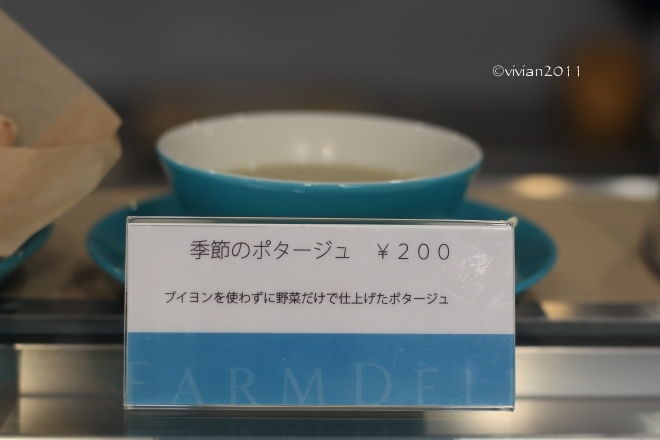 ©vivian2011
季節のポタージュ　￥２００
ブイヨンを使わずに野菜だけで仕上げたポタージュ
FARMDELI